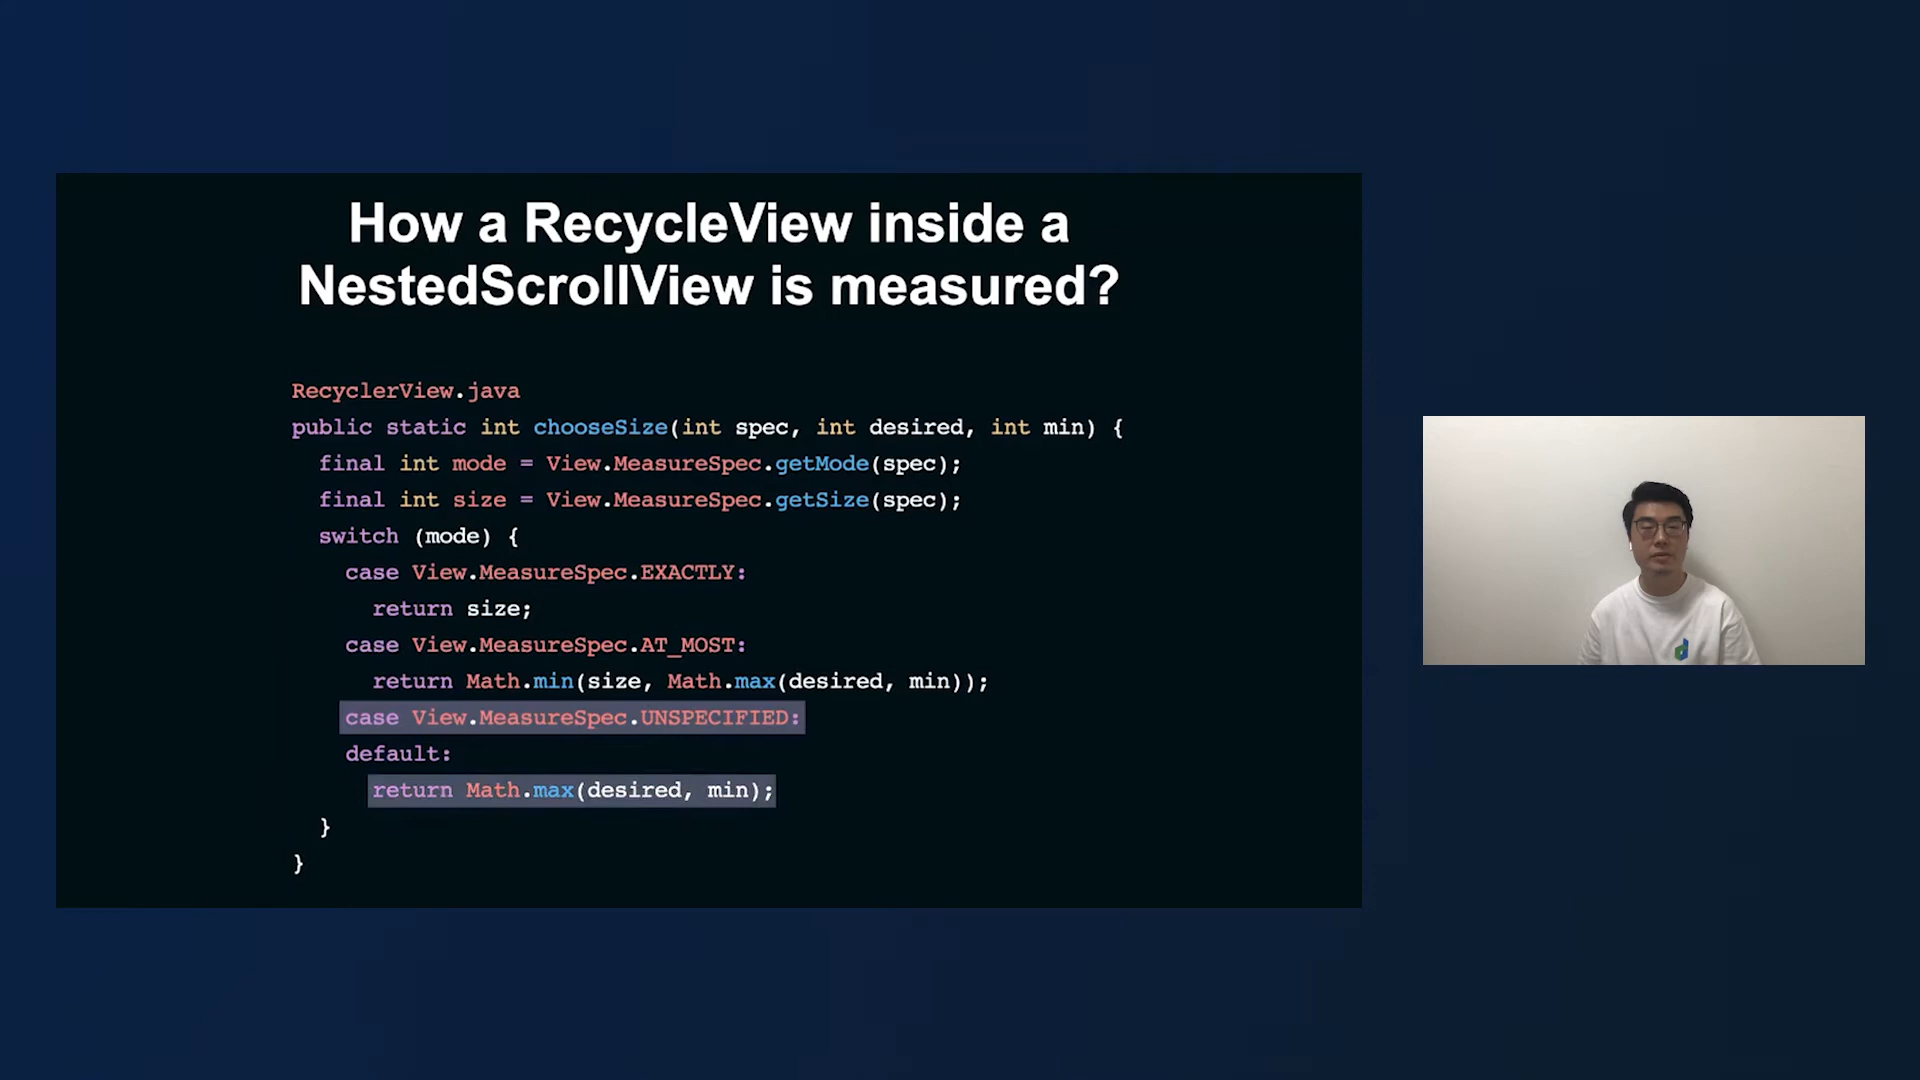 How a RecycleView inside a
NestedScrollView is measured?
RecyclerView.java
public static int chooseSize(int spec, int desired, int min) {
final int mode = View.MeasureSpec.getMode(spec);
final int size = View.MeasureSpec.getSize(spec);
switch (mode) {
case View.MeasureSpec.EXACTLY:
return size;
case View.MeasureSpec.AT_MOST:
return Math.min(size, Math.max(desired, min));
case View.MeasureSpec.UNSPECIFIED:
default:
return Math.max(desired, min);
}
}